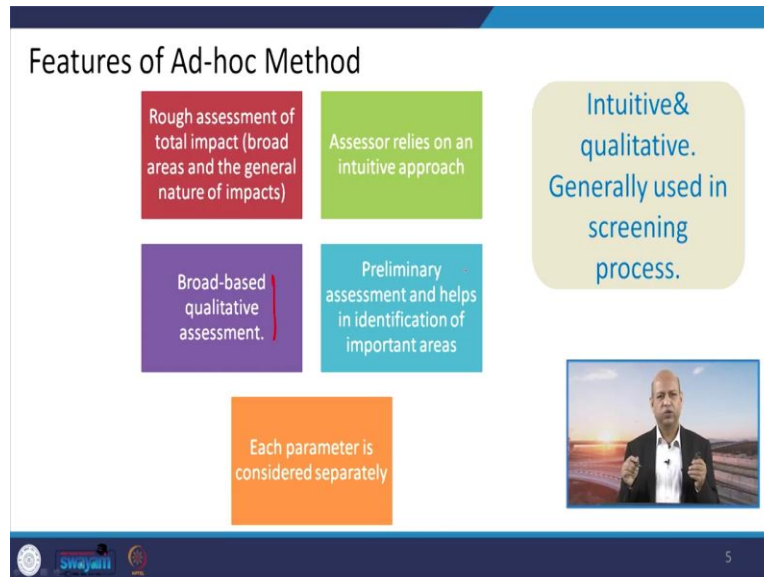 Features of Ad-hoc Method
Rough assessment of
total impact (broad
areas and the general
nature of impacts)
Assessor relies on an
intuitive approach
Intuitive&
qualitative.
Generally used in
screening
process.
Broad-based
qualitative
assessment.
Preliminary
assessment and helps
in identification of
important areas
Each parameter is
considered separately
swayam
5